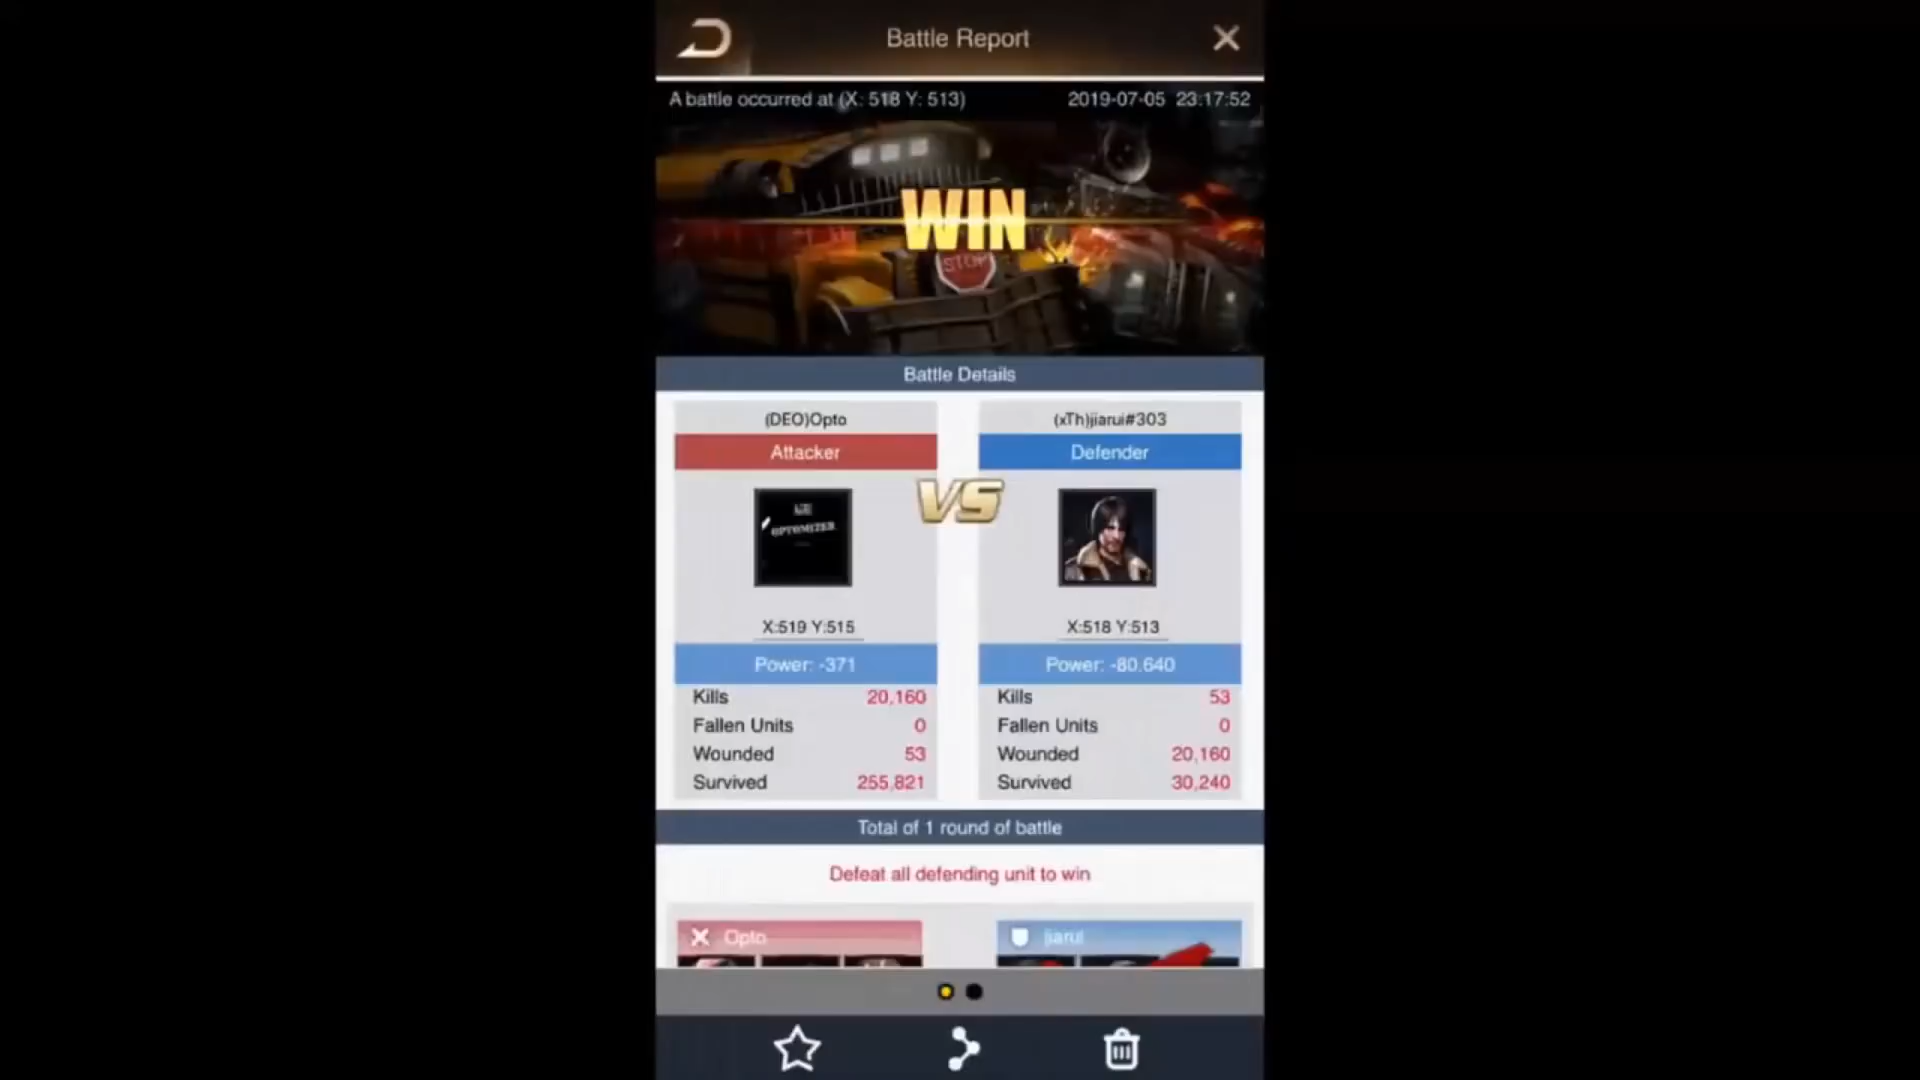 Battle Report
A battle occurred at (X: 518 Y: 513) 2019-07-05 23:17:52
WIN
STOP
Battle Details
(DEO)Opto
(xTh)jiarui#303
Attacker
Defender
VS
OPTOMIZER
X:519 Y:515
X:518 Y:513
Power: -371
Power: -80,640
Kills 20,160
Kills 53
Fallen Units 0
Fallen Units 0
Wounded 53
Wounded 20,160
Survived 255,821
Survived 30,240
Total of 1 round of battle
Defeat all defending unit to win
Opto
jiarui